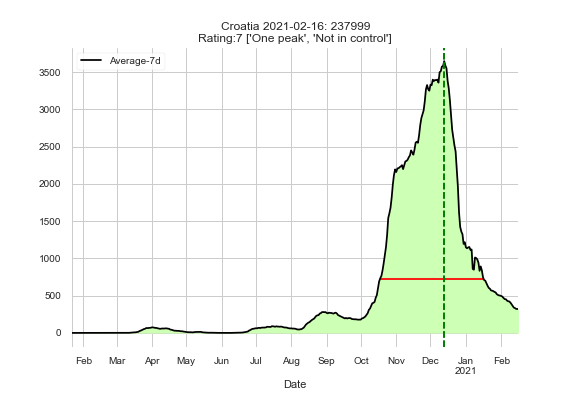 Croatia 2021-02-16: 237999
Rating:7 ['One peak', 'Not in control']
Average-7d
3500
3000
2500
2000
1500
1000
500
0
Feb Mar Apr May Jun Jul Aug Sep Oct Nov Dec Jan Feb
2021
Date